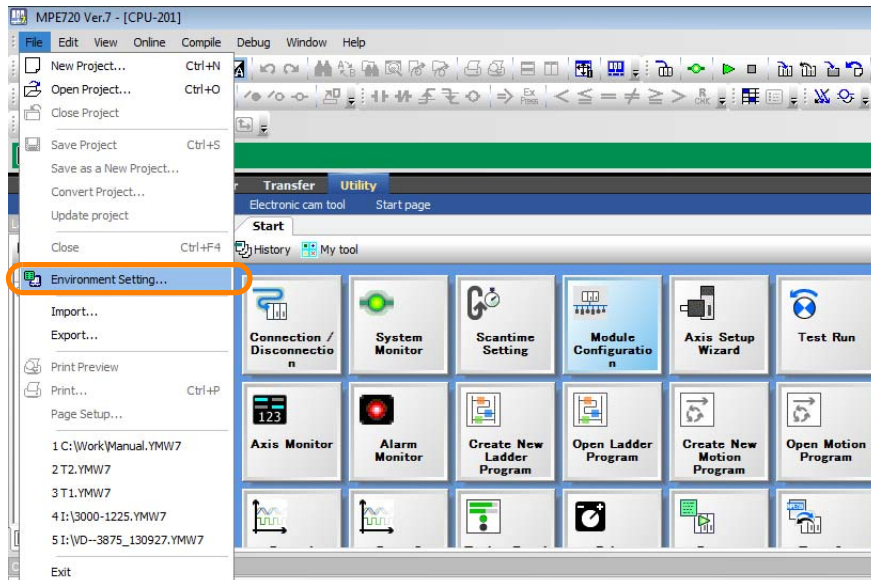 MPE720 Ver.7 - [CPU-201]
File Edit View Online Compile Debug Window Help
New Project... Ctrl+N
Open Project... Ctrl+O
Close Project
Save Project Ctrl+S
Save as a New Project...
Convert Project...
Update project
Close Ctrl+F4
Environment Setting...
Import...
Export...
Print Preview
Print... Ctrl+P
Page Setup...
1 C:\Work\Manual.YMW7
2 T2.YMW7
3 T1.YMW7
4 I:\3000-1225.YMW7
5 I:\VD--3875_130927.YMW7
Exit
Transfer Utility
Electronic cam tool Start page
Start
History My tool
Connection /
Disconnectio
n
System
Monitor
Scantime
Setting
Module
Configuratio
n
Axis Setup
Wizard
Test Run
123
Axis Monitor
Alarm
Monitor
Create New
Ladder
Program
Open Ladder
Program
Create New
Motion
Program
Open Motion
Program